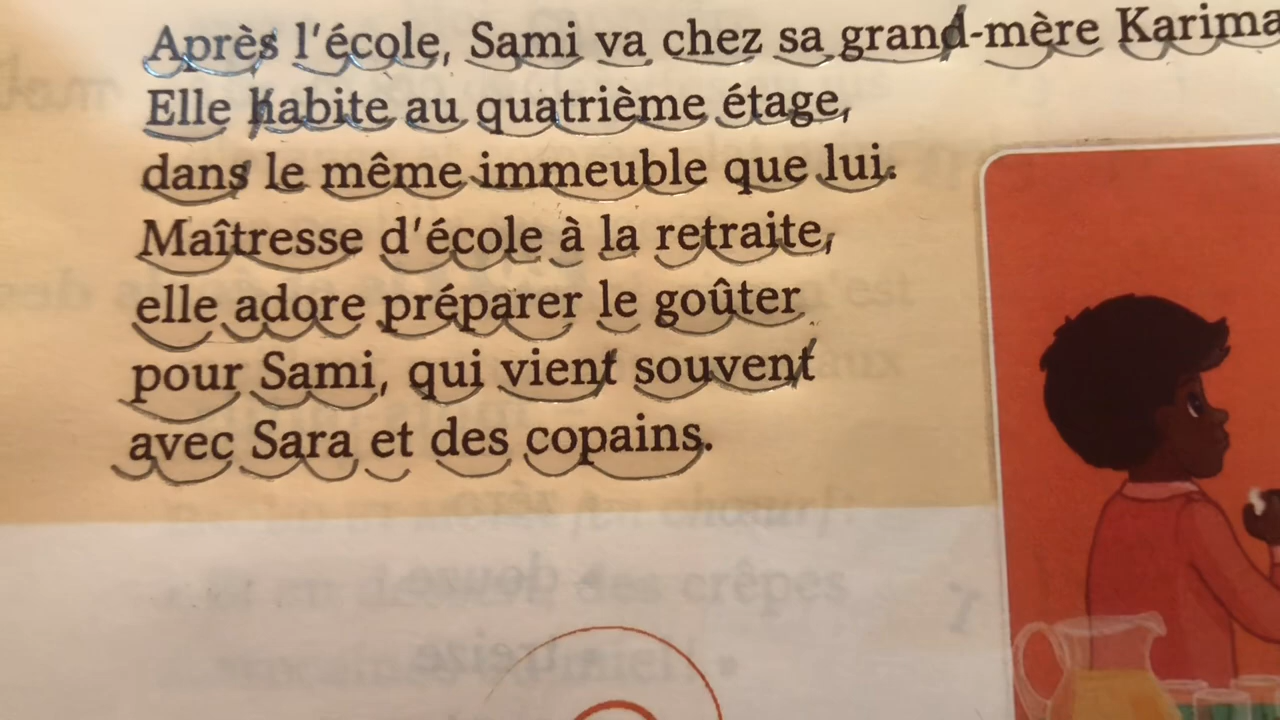 Après l'école, Sami va chez sa grand-mère Karima
Elle habite au quatrième étage,
dans le même immeuble que lui.
Maîtresse d'école à la retraite,
elle adore préparer le goûter
pour Sami, qui vient souvent
avec Sara et des copains.